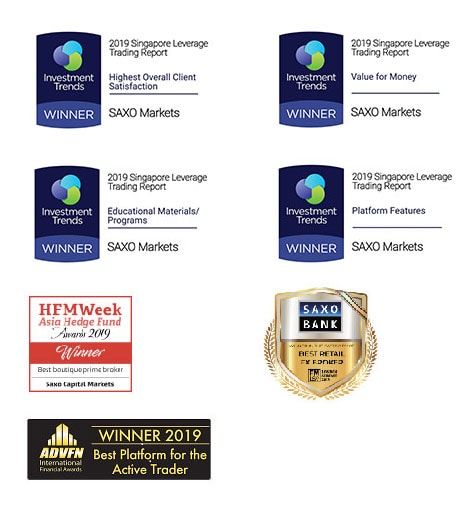 2019 Singapore Leverage
Trading Report
Investment
Trends
Highest Overall Client
Satisfaction
WINNER
SAXO Markets
2019 Singapore Leverage
Trading Report
Investment
Trends
Value for Money
WINNER
SAXO Markets
2019 Singapore Leverage
Trading Report
Investment
Trends
Educational Materials/
Programs
WINNER
SAXO Markets
2019 Singapore Leverage
Trading Report
Investment
Trends
Platform Features
WINNER
SAXO Markets
HFMWeek
Asia Hedge Fund
Awards 2019
Winner
Best boutique prime broker
Saxo Capital Markets
SAXO
BANK
BEST RETAIL
FX BROKER
ADVFN
International
Financial Awards
WINNER 2019
Best Platform for the
Active Trader